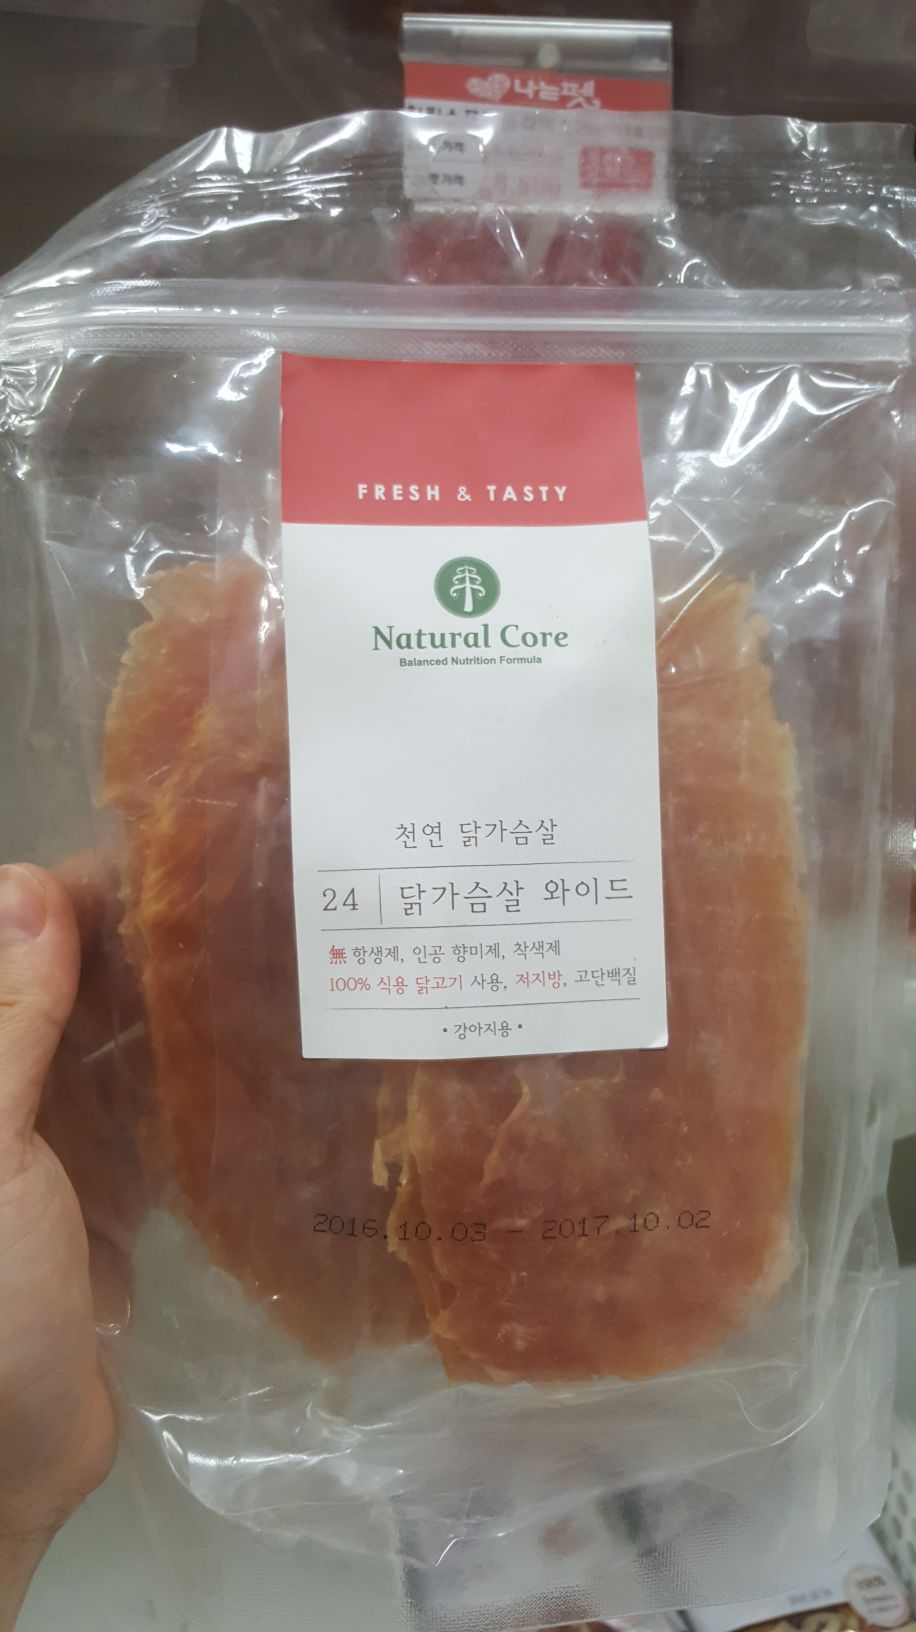 나는펫
FRESH & TASTY
Natural Core
Balanced Nutrition Formula
천연 닭가슴살
24 닭가슴살 와이드
無 항생제, 인공 향미제, 착색제
100% 식용 닭고기 사용, 저지방, 고단백질
• 강아지용 •
2016.10.03 - 2017.10.02